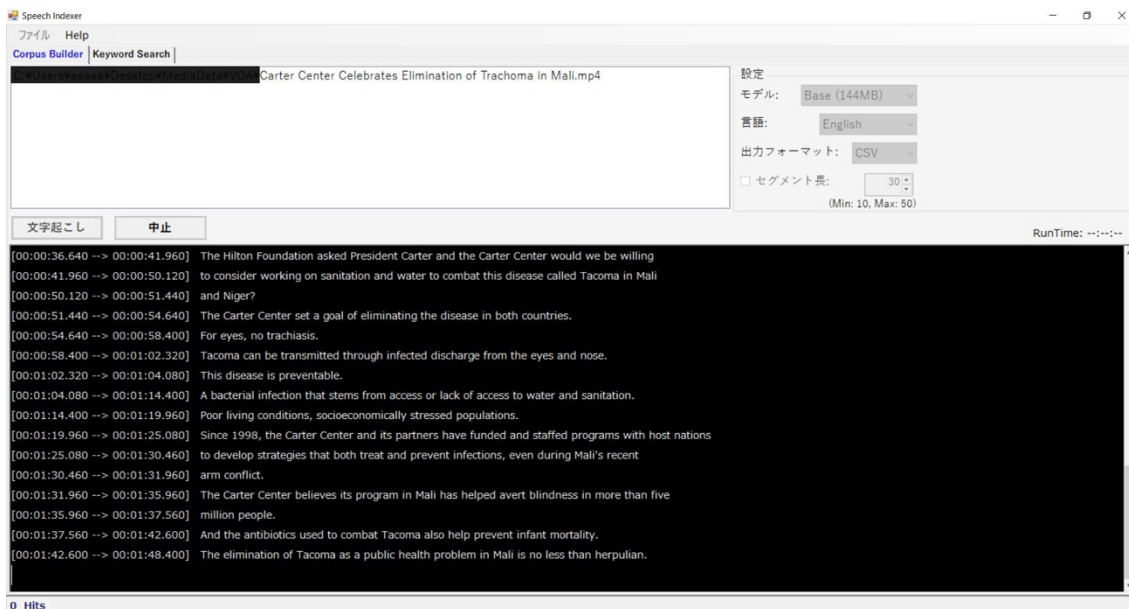 Speech Indexer
ファイル Help
Corpus Builder Keyword Search
C:¥Users¥aaaaa¥Desktop¥MediaData¥VOA¥Carter Center Celebrates Elimination of Trachoma in Mali.mp4
設定
モデル: Base (144MB)
言語: English
出力フォーマット: CSV
セグメント長: 30
(Min: 10, Max: 50)
文字起こし 中止
RunTime: --:--:--
[00:00:36.640 --> 00:00:41.960] The Hilton Foundation asked President Carter and the Carter Center would we be willing
[00:00:41.960 --> 00:00:50.120] to consider working on sanitation and water to combat this disease called Tacoma in Mali
[00:00:50.120 --> 00:00:51.440] and Niger?
[00:00:51.440 --> 00:00:54.640] The Carter Center set a goal of eliminating the disease in both countries.
[00:00:54.640 --> 00:00:58.400] For eyes, no trachiasis.
[00:00:58.400 --> 00:01:02.320] Tacoma can be transmitted through infected discharge from the eyes and nose.
[00:01:02.320 --> 00:01:04.080] This disease is preventable.
[00:01:04.080 --> 00:01:14.400] A bacterial infection that stems from access or lack of access to water and sanitation.
[00:01:14.400 --> 00:01:19.960] Poor living conditions, socioeconomically stressed populations.
[00:01:19.960 --> 00:01:25.080] Since 1998, the Carter Center and its partners have funded and staffed programs with host nations
[00:01:25.080 --> 00:01:30.460] to develop strategies that both treat and prevent infections, even during Mali's recent
[00:01:30.460 --> 00:01:31.960] arm conflict.
[00:01:31.960 --> 00:01:35.960] The Carter Center believes its program in Mali has helped avert blindness in more than five
[00:01:35.960 --> 00:01:37.560] million people.
[00:01:37.560 --> 00:01:42.600] And the antibiotics used to combat Tacoma also help prevent infant mortality.
[00:01:42.600 --> 00:01:48.400] The elimination of Tacoma as a public health problem in Mali is no less than herpulian.
0 Hits